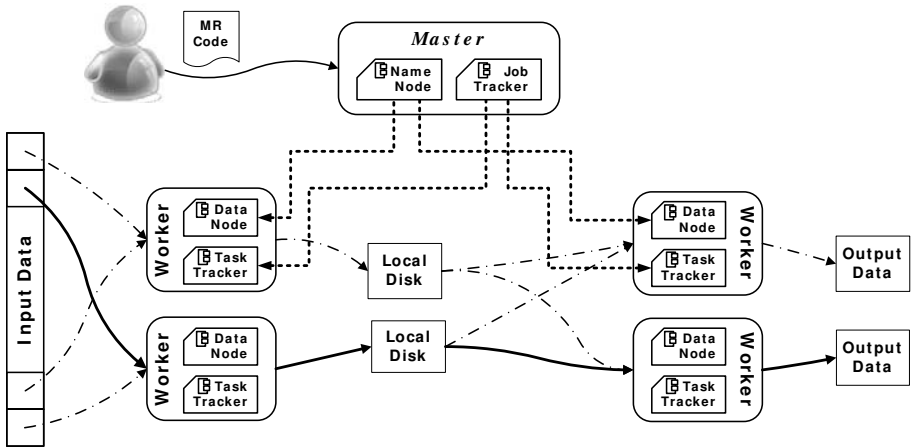 MR
Code
Master
Name
Node
Job
Tracker
Input Data
Worker
Data
Node
Task
Tracker
Local
Disk
Data
Node
Task
Tracker
Worker
Output
Data
Worker
Data
Node
Task
Tracker
Local
Disk
Data
Node
Task
Tracker
Worker
Output
Data